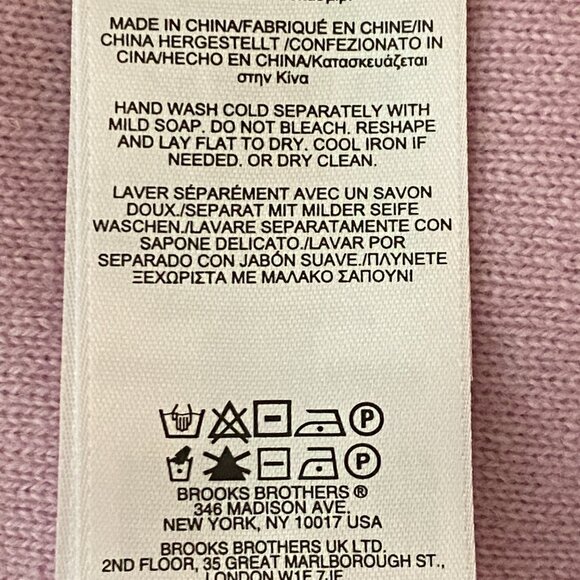 MADE IN CHINA/FABRIQUÉ EN CHINE/IN
CHINA HERGESTELLT /CONFEZIONATO IN
CINA/HECHO EN CHINA/Κατασκευάζεται
στην Κίνα
HAND WASH COLD SEPARATELY WITH
MILD SOAP. DO NOT BLEACH. RESHAPE
AND LAY FLAT TO DRY. COOL IRON IF
NEEDED. OR DRY CLEAN.
LAVER SÉPARÉMENT AVEC UN SAVON
DOUX./SEPARAT MIT MILDER SEIFE
WASCHEN./LAVARE SEPARATAMENTE CON
SAPONE DELICATO./LAVAR POR
SEPARADO CON JABÓN SUAVE./ΠΛΥΝΕΤΕ
ΞΕΧΩΡΙΣΤΑ ΜΕ ΜΑΛΑΚΟ ΣΑΠΟΥΝΙ
P
P
BROOKS BROTHERS ®
346 MADISON AVE.
NEW YORK, NY 10017 USA
BROOKS BROTHERS UK LTD.
2ND FLOOR, 35 GREAT MARLBOROUGH ST.,
LONDON W1F 7JF